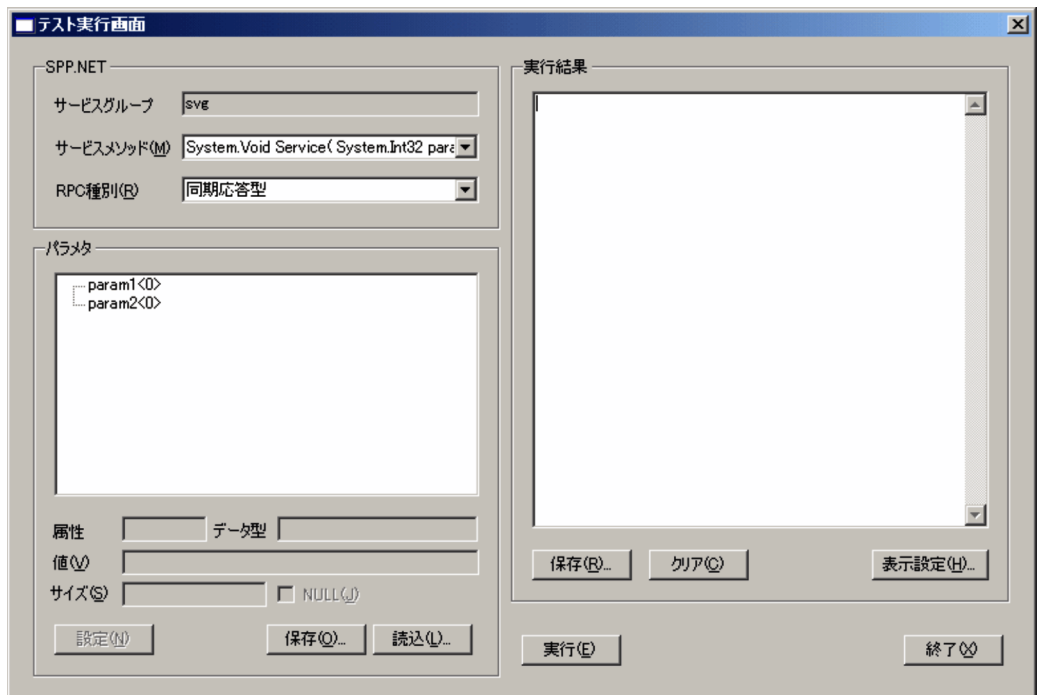 テスト実行画面
SPP.NET
サービスグループ svg
サービスメソッド(M) System.Void Service( System.Int32 para
RPC種別(R) 同期応答型
パラメタ
param1<0>
param2<0>
属性 データ型
値(V)
サイズ(S) NULL(J)
設定(N) 保存(O)... 読込(L)...
実行結果
保存(R)... クリア(C) 表示設定(H)...
実行(E) 終了(X)